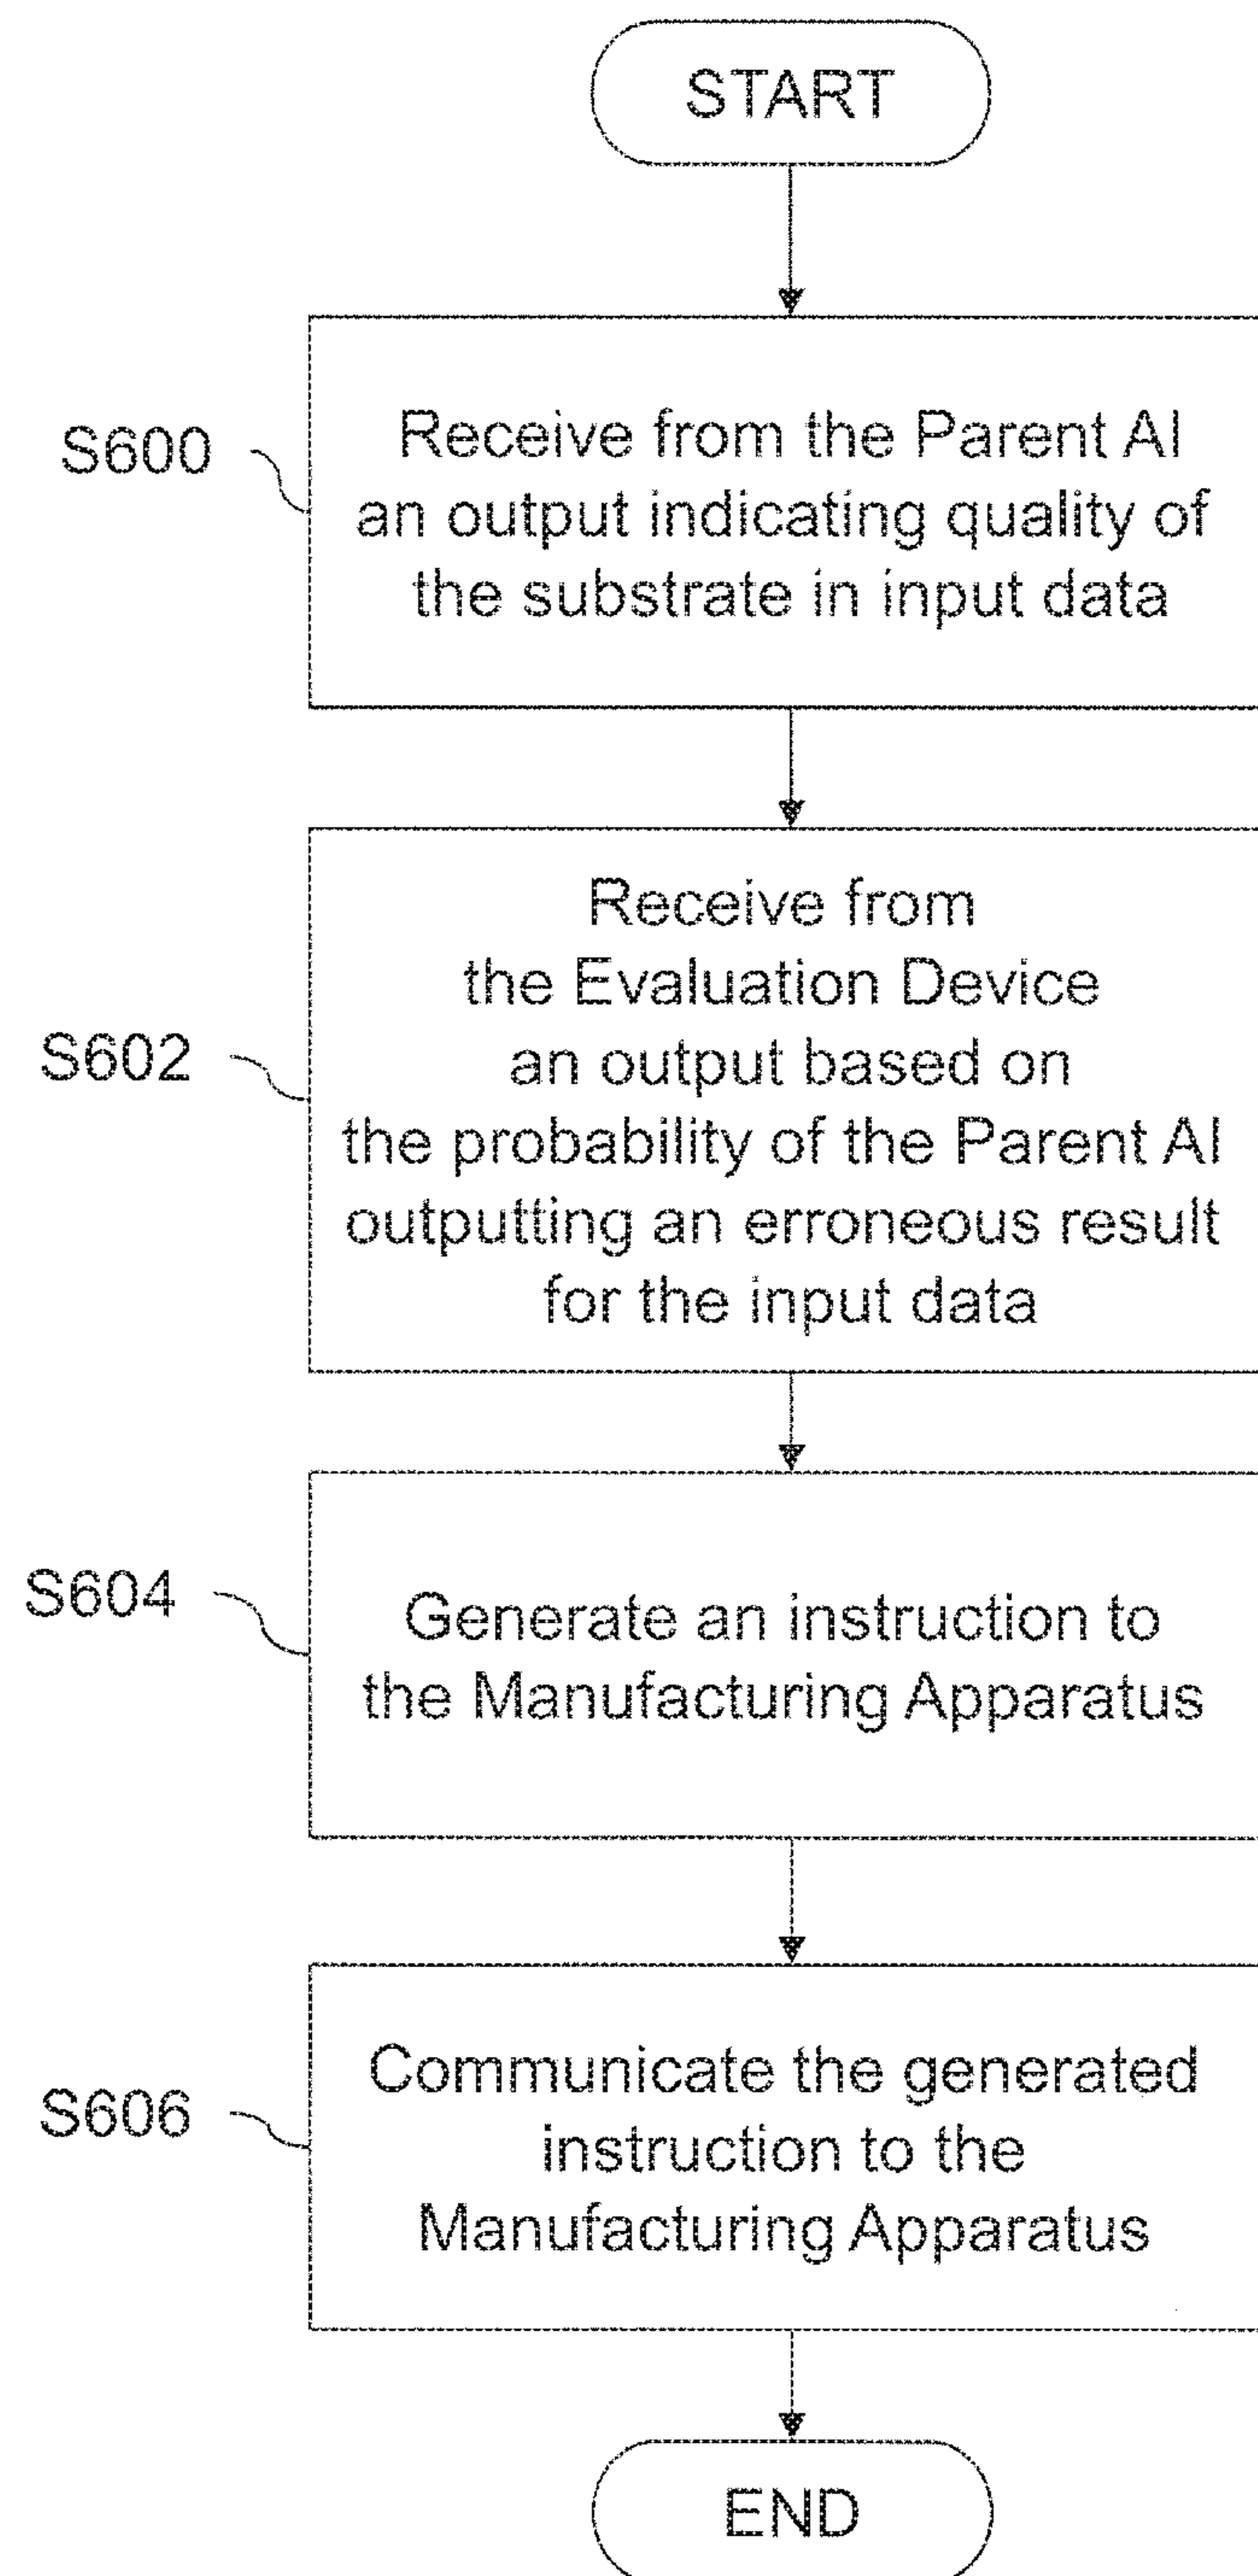 START
S600
Receive from the Parent AI
an output indicating quality of
the substrate in input data
S602
Receive from
the Evaluation Device
an output based on
the probability of the Parent AI
outputting an erroneous result
for the input data
S604
Generate an instruction to
the Manufacturing Apparatus
S606
Communicate the generated
instruction to the
Manufacturing Apparatus
END